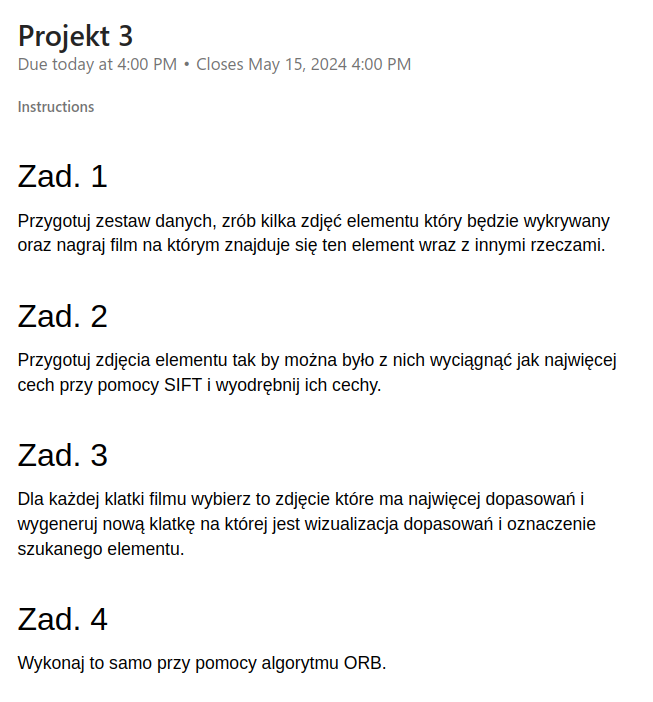 Projekt 3
Due today at 4:00 PM • Closes May 15, 2024 4:00 PM
Instructions
Zad. 1
Przygotuj zestaw danych, zrób kilka zdjęć elementu który będzie wykrywany
oraz nagraj film na którym znajduje się ten element wraz z innymi rzeczami.
Zad. 2
Przygotuj zdjęcia elementu tak by można było z nich wyciągnąć jak najwięcej
cech przy pomocy SIFT i wyodrębnij ich cechy.
Zad. 3
Dla każdej klatki filmu wybierz to zdjęcie które ma najwięcej dopasowań i
wygeneruj nową klatkę na której jest wizualizacja dopasowań i oznaczenie
szukanego elementu.
Zad. 4
Wykonaj to samo przy pomocy algorytmu ORB.